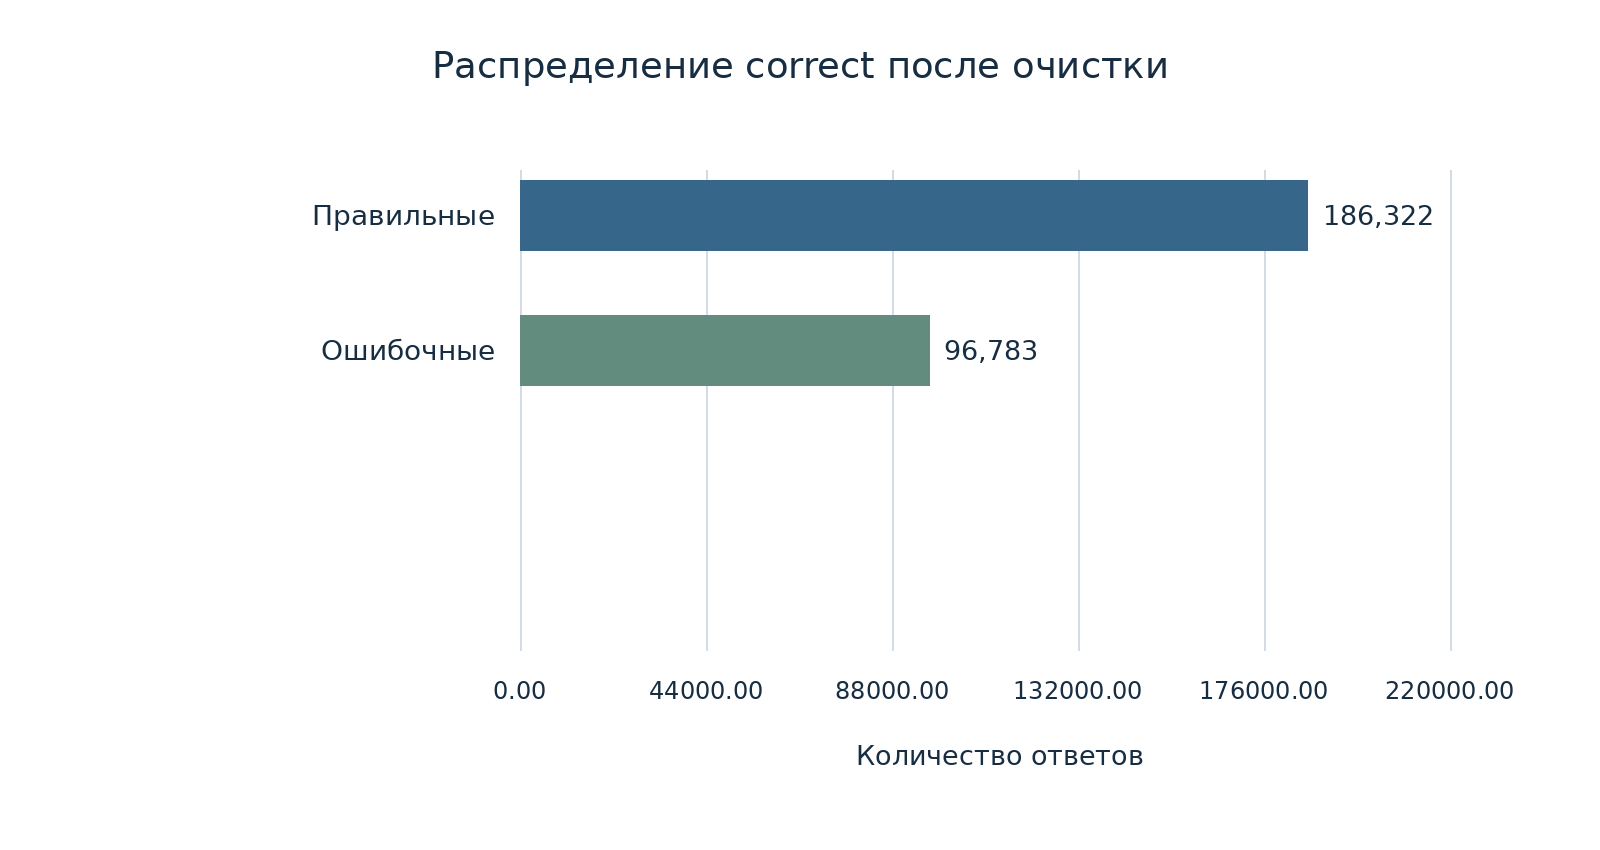 Распределение correct после очистки
Правильные
186,322
Ошибочные
96,783
0.00
44000.00
88000.00
132000.00
176000.00
220000.00
Количество ответов